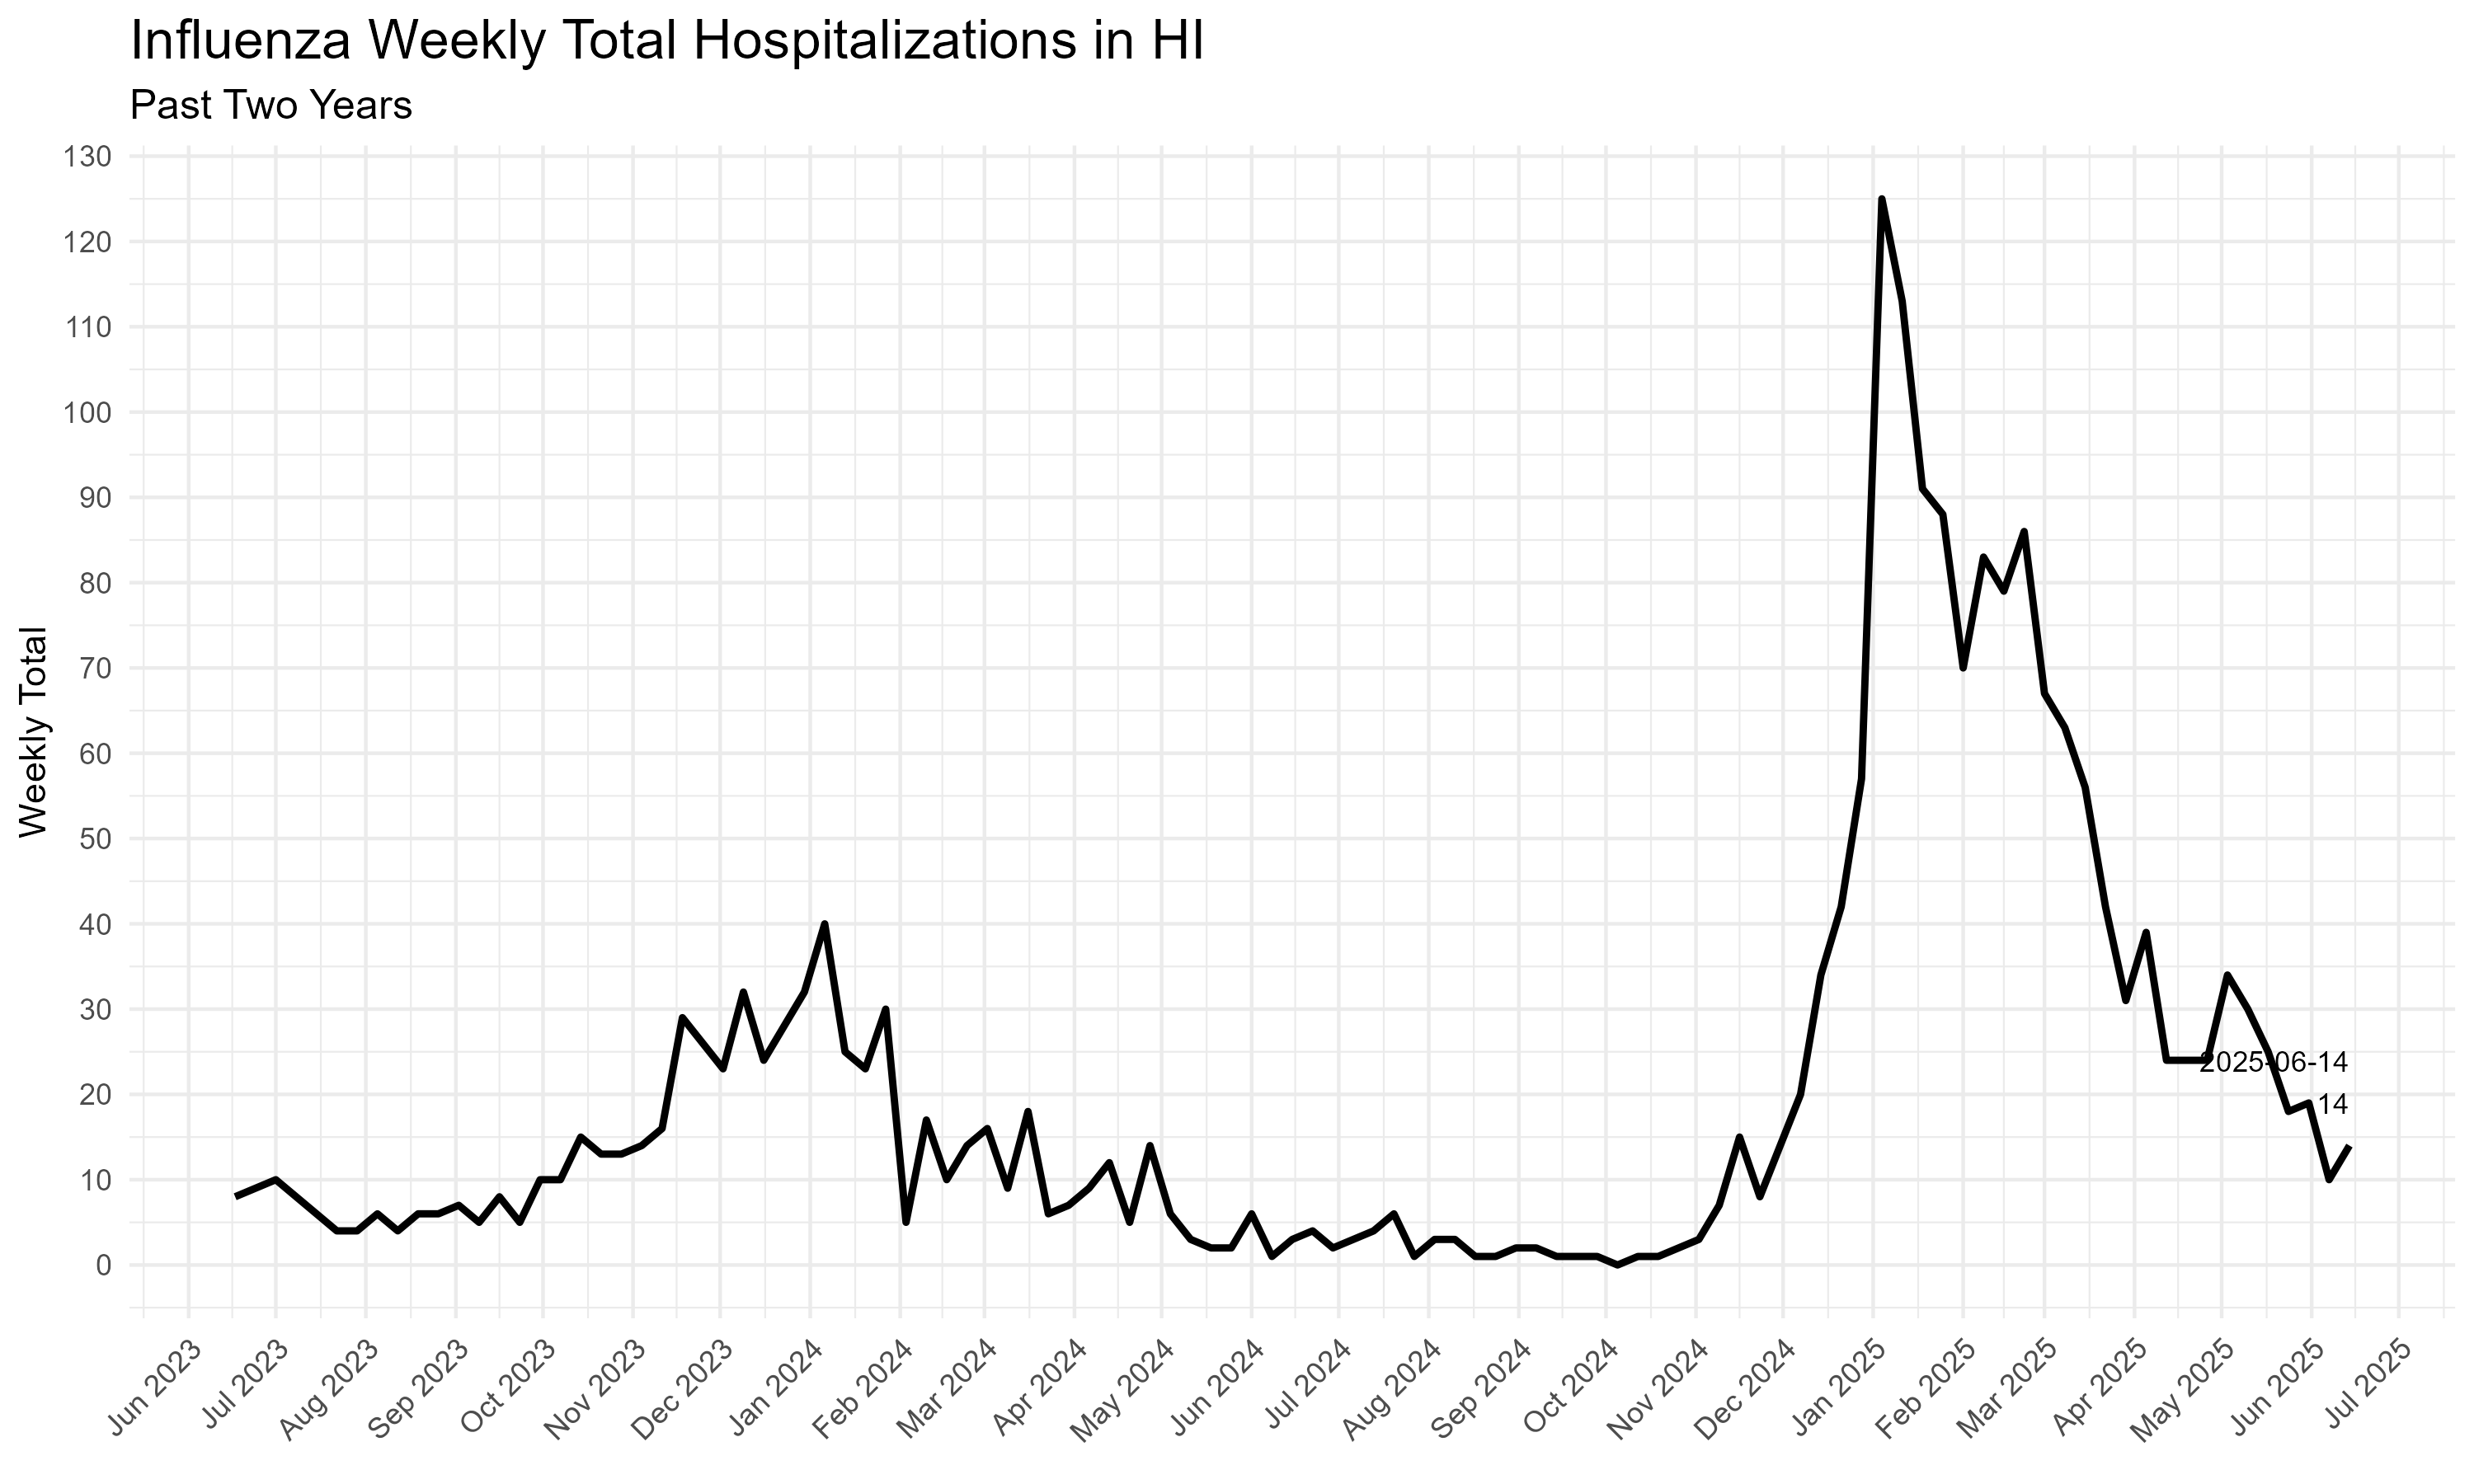 Influenza Weekly Total Hospitalizations in HI
Past Two Years
Weekly Total
130
120
110
100
90
80
70
60
50
40
30
20
10
0
2025-06-14
14
Jun 2023
Jul 2023
Aug 2023
Sep 2023
Oct 2023
Nov 2023
Dec 2023
Jan 2024
Feb 2024
Mar 2024
Apr 2024
May 2024
Jun 2024
Jul 2024
Aug 2024
Sep 2024
Oct 2024
Nov 2024
Dec 2024
Jan 2025
Feb 2025
Mar 2025
Apr 2025
May 2025
Jun 2025
Jul 2025